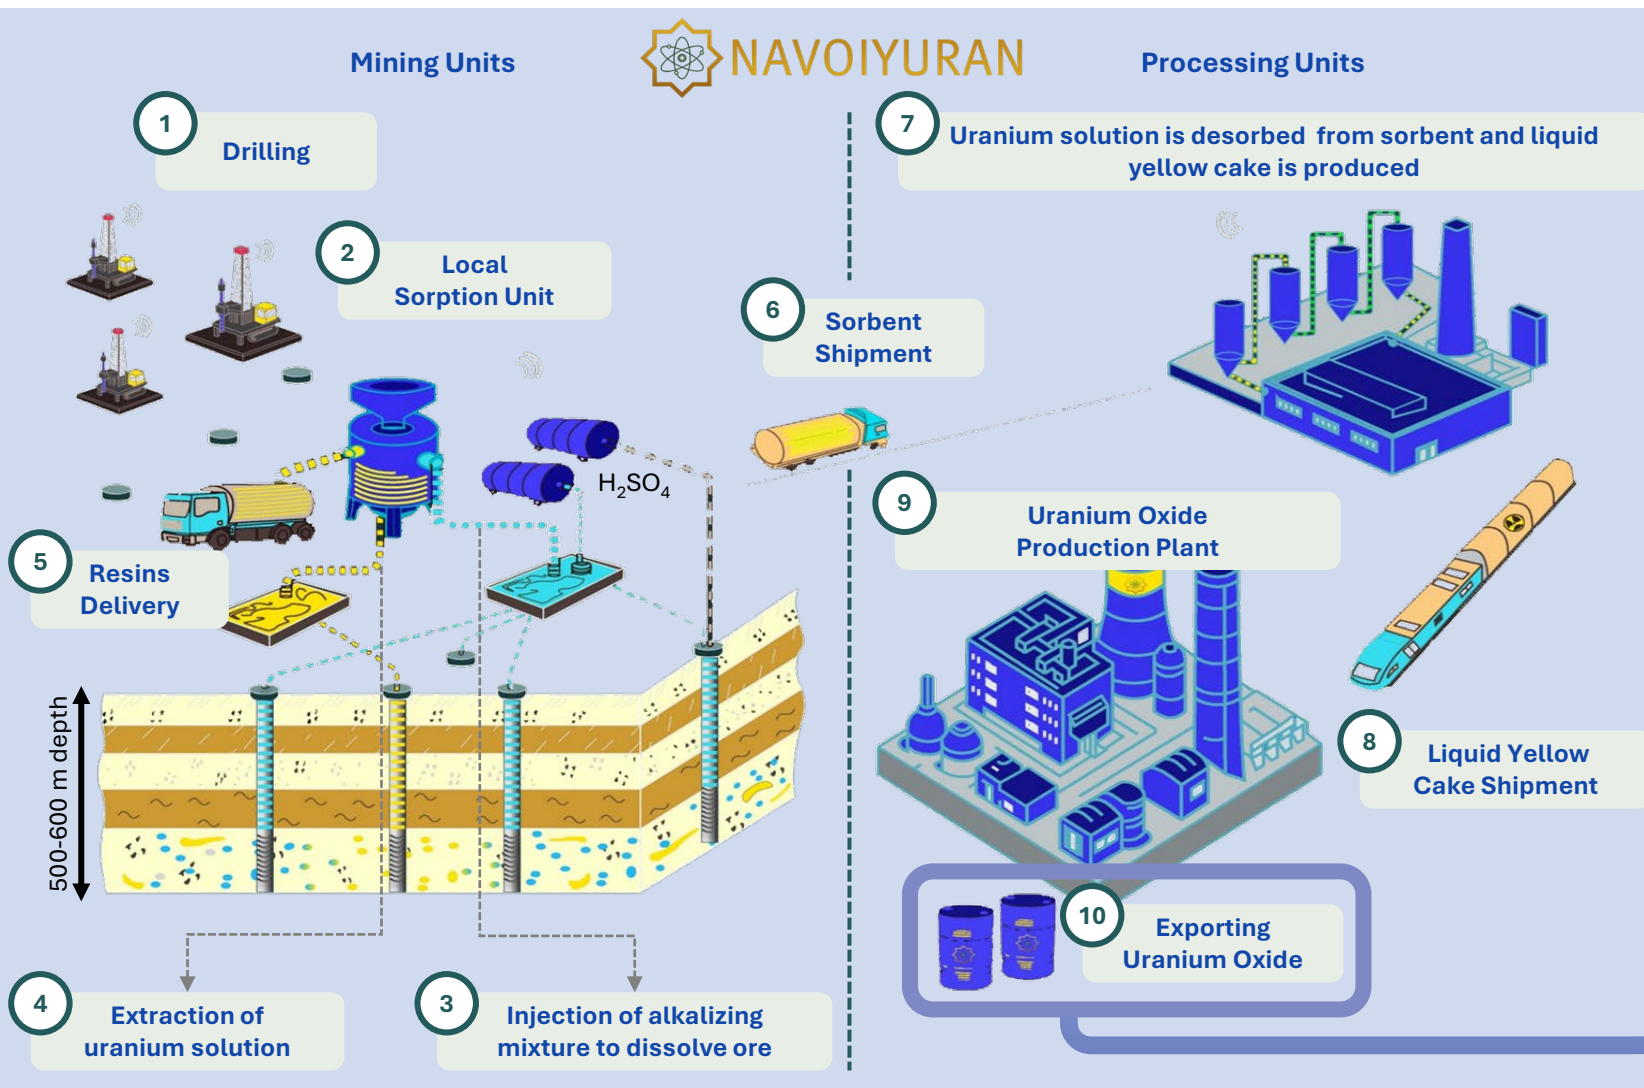 Mining Units
NAVOIYURAN
Processing Units
1
Drilling
2
Local
Sorption Unit
H₂SO₄
5
Resins
Delivery
500-600 m depth
4
Extraction of
uranium solution
3
Injection of alkalizing
mixture to dissolve ore
6
Sorbent
Shipment
7
Uranium solution is desorbed from sorbent and liquid
yellow cake is produced
9
Uranium Oxide
Production Plant
8
Liquid Yellow
Cake Shipment
10
Exporting
Uranium Oxide